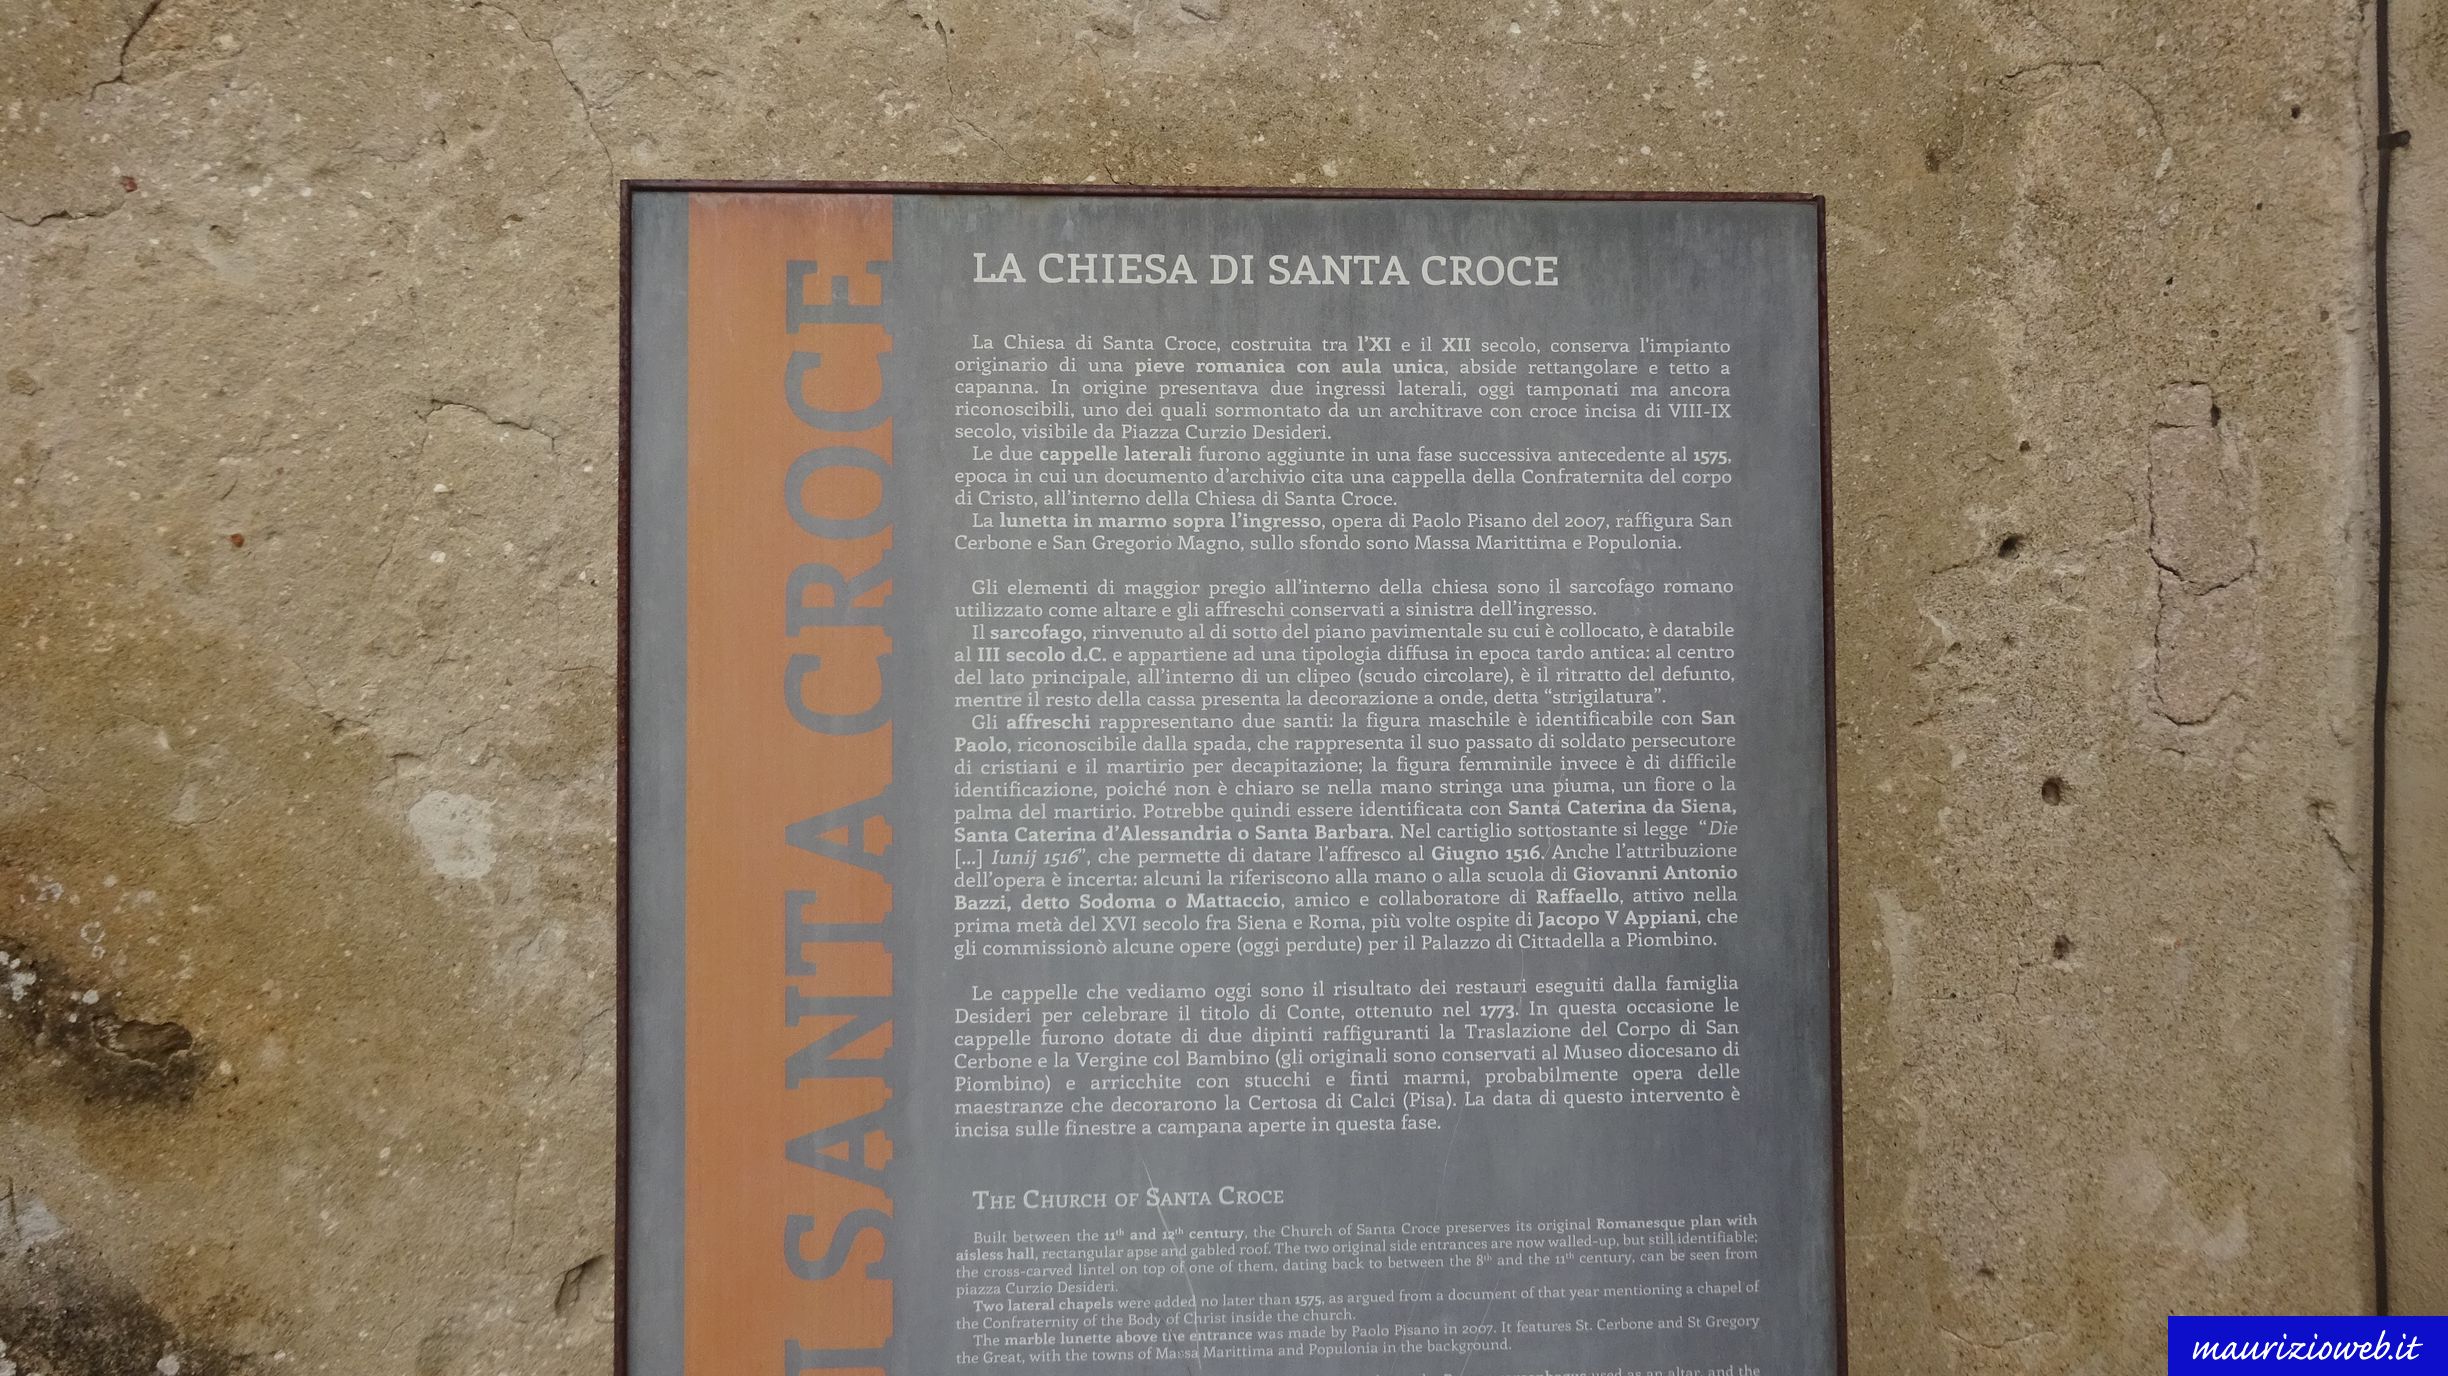 LA CHIESA DI SANTA CROCE
La Chiesa di Santa Croce, costruita tra l'XI e il XII secolo, conserva l'impianto
originario di una pieve romanica con aula unica, abside rettangolare e tetto a
capanna. In origine presentava due ingressi laterali, oggi tamponati ma ancora
riconoscibili, uno dei quali sormontato da un architrave con croce incisa di VIII-IX
secolo, visibile da Piazza Curzio Desideri.
Le due cappelle laterali furono aggiunte in una fase successiva antecedente al 1575,
epoca in cui un documento d'archivio cita una cappella della Confraternita del corpo
di Cristo, all'interno della Chiesa di Santa Croce.
La lunetta in marmo sopra l'ingresso, opera di Paolo Pisano del 2007, raffigura San
Cerbone e San Gregorio Magno, sullo sfondo sono Massa Marittima e Populonia.
Gli elementi di maggior pregio all'interno della chiesa sono il sarcofago romano
utilizzato come altare e gli affreschi conservati a sinistra dell'ingresso.
Il sarcofago, rinvenuto al di sotto del piano pavimentale su cui è collocato, è databile
al III secolo d.C. e appartiene ad una tipologia diffusa in epoca tardo antica: al centro
del lato principale, all'interno di un clipeo (scudo circolare), è il ritratto del defunto,
mentre il resto della cassa presenta la decorazione a onde, detta “strigilatura”.
Gli affreschi rappresentano due santi: la figura maschile è identificabile con San
Paolo, riconoscibile dalla spada, che rappresenta il suo passato di soldato persecutore
di cristiani e il martirio per decapitazione; la figura femminile invece è di difficile
identificazione, poiché non è chiaro se nella mano stringa una piuma, un fiore o la
palma del martirio. Potrebbe quindi essere identificata con Santa Caterina da Siena,
Santa Caterina d'Alessandria o Santa Barbara. Nel cartiglio sottostante si legge “Die
[...] Iunij 1516”, che permette di datare l'affresco al Giugno 1516. Anche l'attribuzione
dell'opera è incerta: alcuni la riferiscono alla mano o alla scuola di Giovanni Antonio
Bazzi, detto Sodoma o Mattaccio, amico e collaboratore di Raffaello, attivo nella
prima metà del XVI secolo fra Siena e Roma, più volte ospite di Jacopo V Appiani, che
gli commissionò alcune opere (oggi perdute) per il Palazzo di Cittadella a Piombino.
Le cappelle che vediamo oggi sono il risultato dei restauri eseguiti dalla famiglia
Desideri per celebrare il titolo di Conte, ottenuto nel 1773. In questa occasione le
cappelle furono dotate di due dipinti raffiguranti la Traslazione del Corpo di San
Cerbone e la Vergine col Bambino (gli originali sono conservati al Museo diocesano di
Piombino) e arricchite con stucchi e finti marmi, probabilmente opera delle
maestranze che decorarono la Certosa di Calci (Pisa). La data di questo intervento è
incisa sulle finestre a campana aperte in questa fase.
THE CHURCH OF SANTA CROCE
Built between the 11th and 12th century, the Church of Santa Croce preserves its original Romanesque plan with
aisless hall, rectangular apse and gabled roof. The two original side entrances are now walled-up, but still identifiable;
the cross-carved lintel on top of one of them, dating back to between the 8th and the 11th century, can be seen from
piazza Curzio Desideri.
Two lateral chapels were added no later than 1575, as argued from a document of that year mentioning a chapel of
the Confraternity of the Body of Christ inside the church.
The marble lunette above the entrance was made by Paolo Pisano in 2007. It features St. Cerbone and St Gregory
the Great, with the towns of Massa Marittima and Populonia in the background.
used as an altar, and the
SANTA CROCE
maurizioweb.it